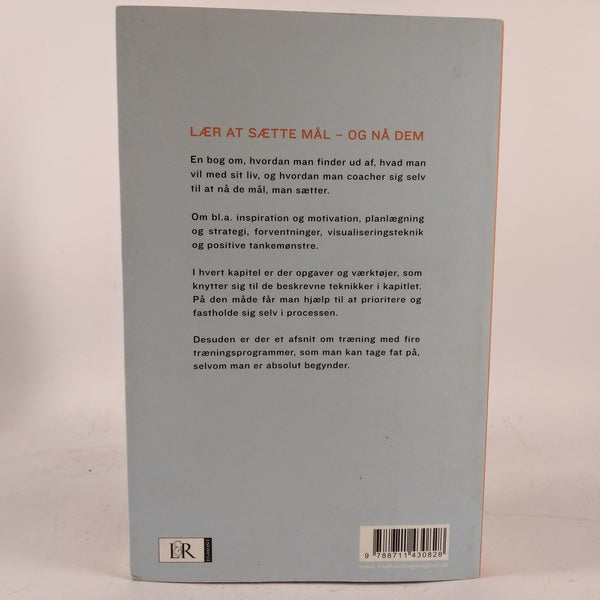 LÆR AT SÆTTE MÅL – OG NÅ DEM
En bog om, hvordan man finder ud af, hvad man
vil med sit liv, og hvordan man coacher sig selv
til at nå de mål, man sætter.
Om bl.a. inspiration og motivation, planlægning
og strategi, forventninger, visualiseringsteknik
og positive tankemønstre.
I hvert kapitel er der opgaver og værktøjer, som
knytter sig til de beskrevne teknikker i kapitlet.
På den måde får man hjælp til at prioritere og
fastholde sig selv i processen.
Desuden er der et afsnit om træning med fire
træningsprogrammer, som man kan tage fat på,
selvom man er absolut begynder.
L&R
EGMONT
9 788711 430828
www.lindhardtogringhof.dk